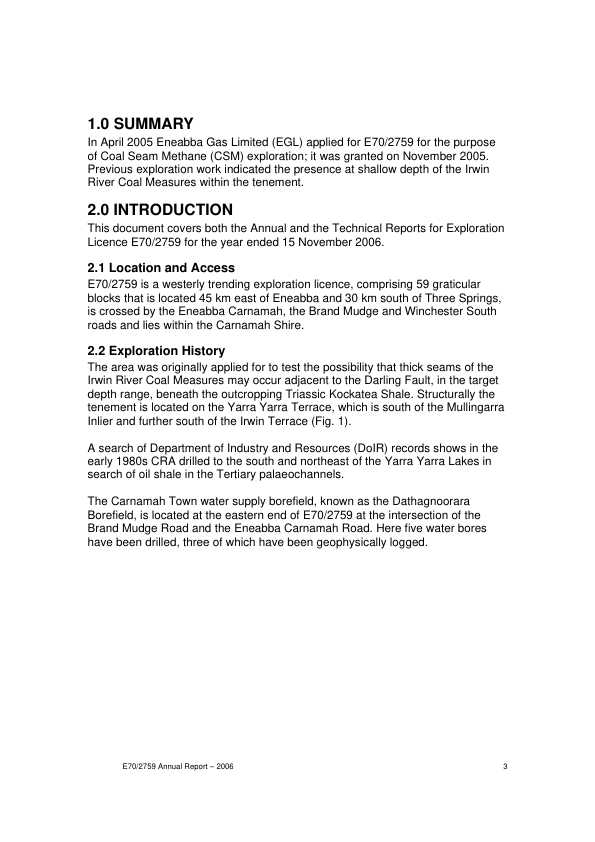 1.0 SUMMARY
In April 2005 Eneabba Gas Limited (EGL) applied for E70/2759 for the purpose
of Coal Seam Methane (CSM) exploration; it was granted on November 2005.
Previous exploration work indicated the presence at shallow depth of the Irwin
River Coal Measures within the tenement.
2.0 INTRODUCTION
This document covers both the Annual and the Technical Reports for Exploration
Licence E70/2759 for the year ended 15 November 2006.
2.1 Location and Access
E70/2759 is a westerly trending exploration licence, comprising 59 graticular
blocks that is located 45 km east of Eneabba and 30 km south of Three Springs,
is crossed by the Eneabba Carnamah, the Brand Mudge and Winchester South
roads and lies within the Carnamah Shire.
2.2 Exploration History
The area was originally applied for to test the possibility that thick seams of the
Irwin River Coal Measures may occur adjacent to the Darling Fault, in the target
depth range, beneath the outcropping Triassic Kockatea Shale. Structurally the
tenement is located on the Yarra Yarra Terrace, which is south of the Mullingarra
Inlier and further south of the Irwin Terrace (Fig. 1).
A search of Department of Industry and Resources (DoIR) records shows in the
early 1980s CRA drilled to the south and northeast of the Yarra Yarra Lakes in
search of oil shale in the Tertiary palaeochannels.
The Carnamah Town water supply borefield, known as the Dathagnoorara
Borefield, is located at the eastern end of E70/2759 at the intersection of the
Brand Mudge Road and the Eneabba Carnamah Road. Here five water bores
have been drilled, three of which have been geophysically logged.
E70/2759 Annual Report – 2006 3